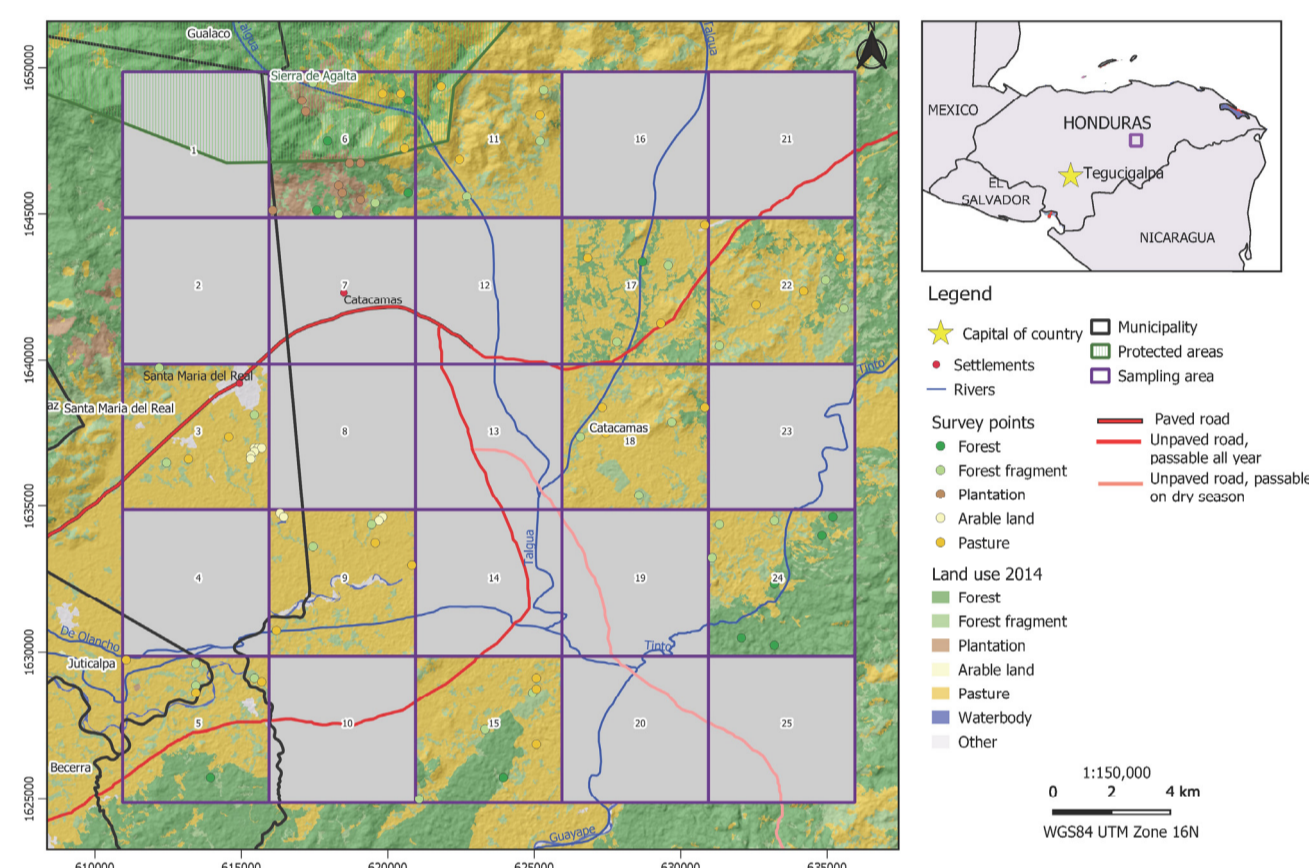 Gualaco
Talgua
Talgua
N
Sierra de Agalta
1650000
1645000
1640000
1635000
1630000
1625000
1
6
11
16
21
2
7
12
17
22
Catacamas
Santa Maria del Real
Tinto
az
Santa Maria del Real
3
8
13
Catacamas
18
23
4
9
14
19
24
Talgua
De Olancho
Juticalpa
Tinto
5
10
15
20
25
Becerra
Guayape
610000
615000
620000
625000
630000
635000
MEXICO
HONDURAS
Tegucigalpa
EL
SALVADOR
NICARAGUA
Legend
Capital of country
Settlements
Rivers
Municipality
Protected areas
Sampling area
Survey points
Forest
Forest fragment
Plantation
Arable land
Pasture
Paved road
Unpaved road,
passable all year
Unpaved road, passable
on dry season
Land use 2014
Forest
Forest fragment
Plantation
Arable land
Pasture
Waterbody
Other
1:150,000
0 2 4 km
WGS84 UTM Zone 16N